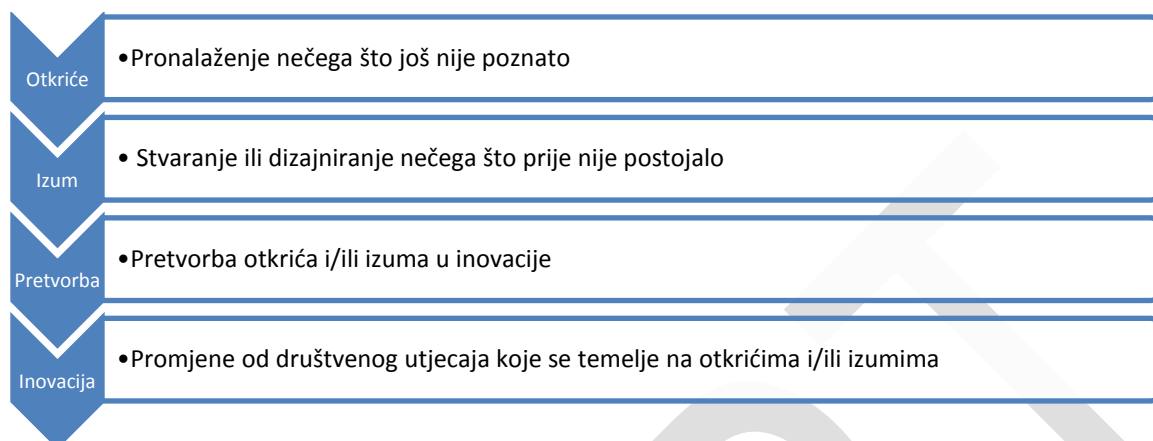 Otkriće
•Pronalaženje nečega što još nije poznato
Izum
• Stvaranje ili dizajniranje nečega što prije nije postojalo
Pretvorba
•Pretvorba otkrića i/ili izuma u inovacije
Inovacija
•Promjene od društvenog utjecaja koje se temelje na otkrićima i/ili izumima